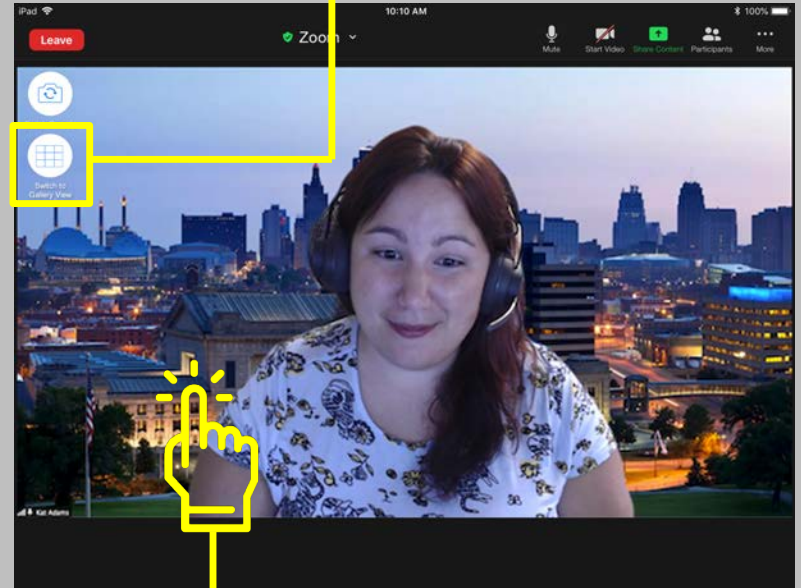 iPad 10:10 AM 100%
Leave Zoom Mute Start Video Share Content Participants More
Switch to
Gallery View
Kat Adams